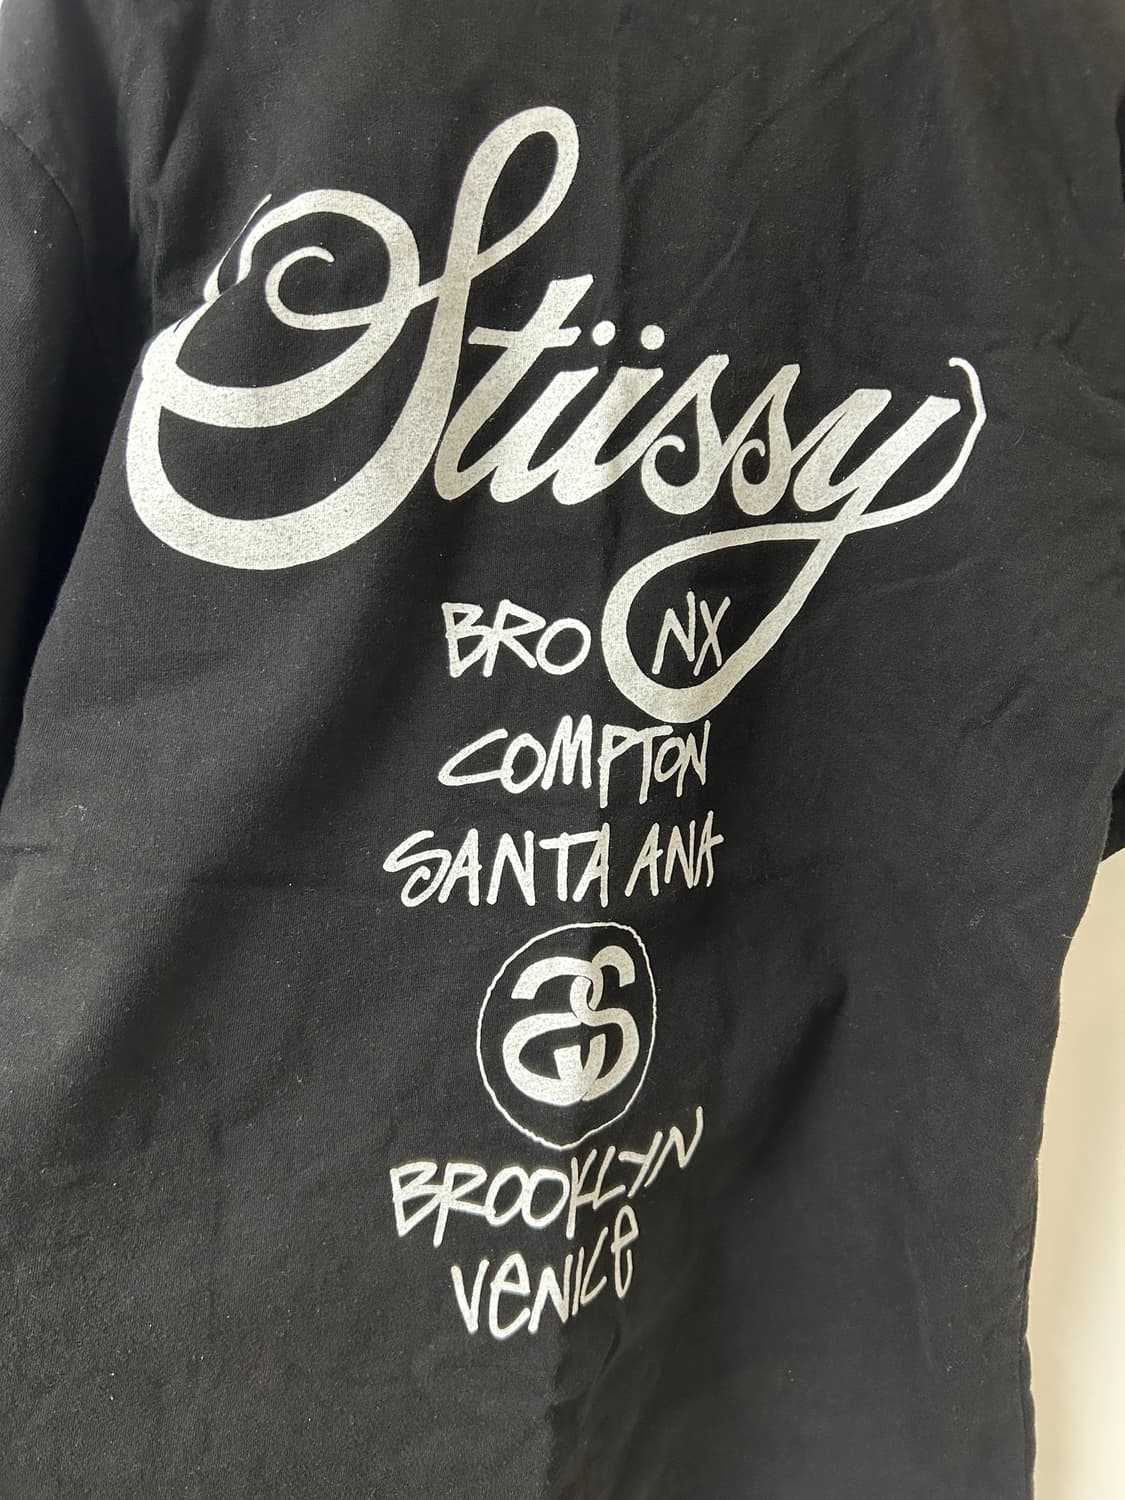 Stüssy
BRONX
COMPTON
SANTA ANA
SS
BROOKLYN
VENICE